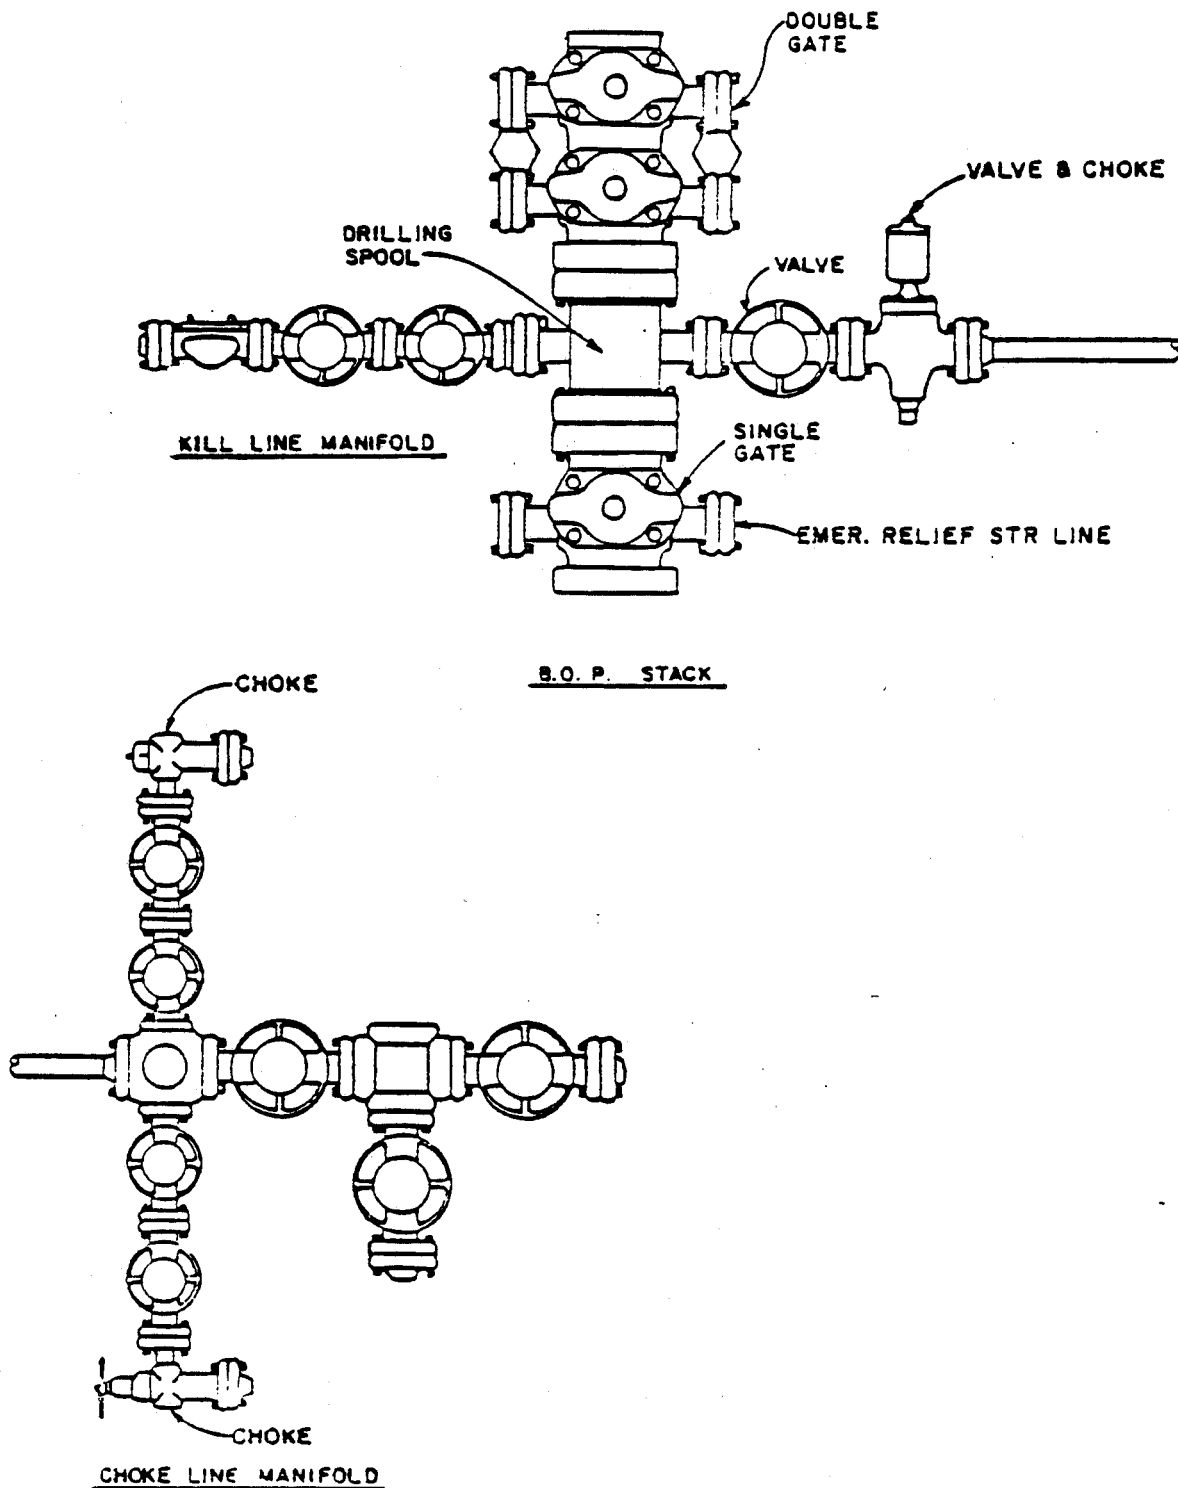 DOUBLE
GATE
VALVE & CHOKE
DRILLING
SPOOL
VALVE
KILL LINE MANIFOLD
SINGLE
GATE
EMER. RELIEF STR LINE
B.O.P. STACK
CHOKE
CHOKE
CHOKE LINE MANIFOLD